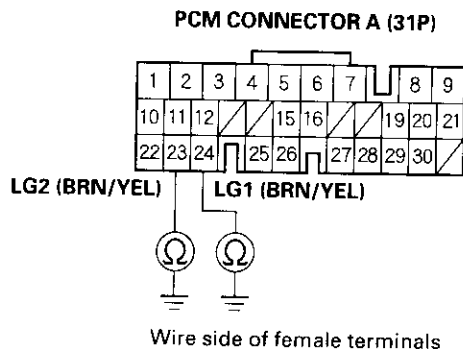 PCM CONNECTOR A (31P)
1 2 3 4 5 6 7 8 9
10 11 12 15 16 19 20 21
22 23 24 25 26 27 28 29 30
LG2 (BRN/YEL) LG1 (BRN/YEL)
Ω Ω
Wire side of female terminals